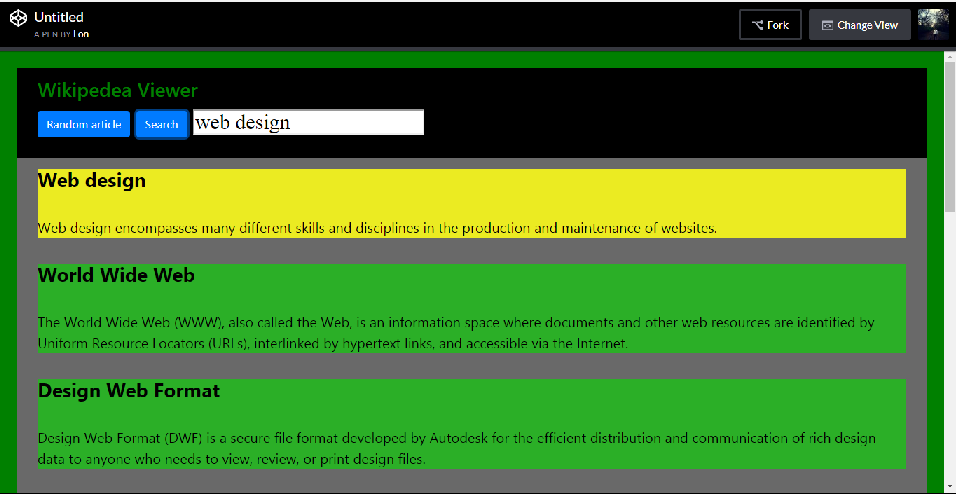 Untitled
A PEN BY Lon
Fork
Change View
Wikipedea Viewer
Random article
Search
web design
Web design
Web design encompasses many different skills and disciplines in the production and maintenance of websites.
World Wide Web
The World Wide Web (WWW), also called the Web, is an information space where documents and other web resources are identified by
Uniform Resource Locators (URLs), interlinked by hypertext links, and accessible via the Internet.
Design Web Format
Design Web Format (DWF) is a secure file format developed by Autodesk for the efficient distribution and communication of rich design
data to anyone who needs to view, review, or print design files.